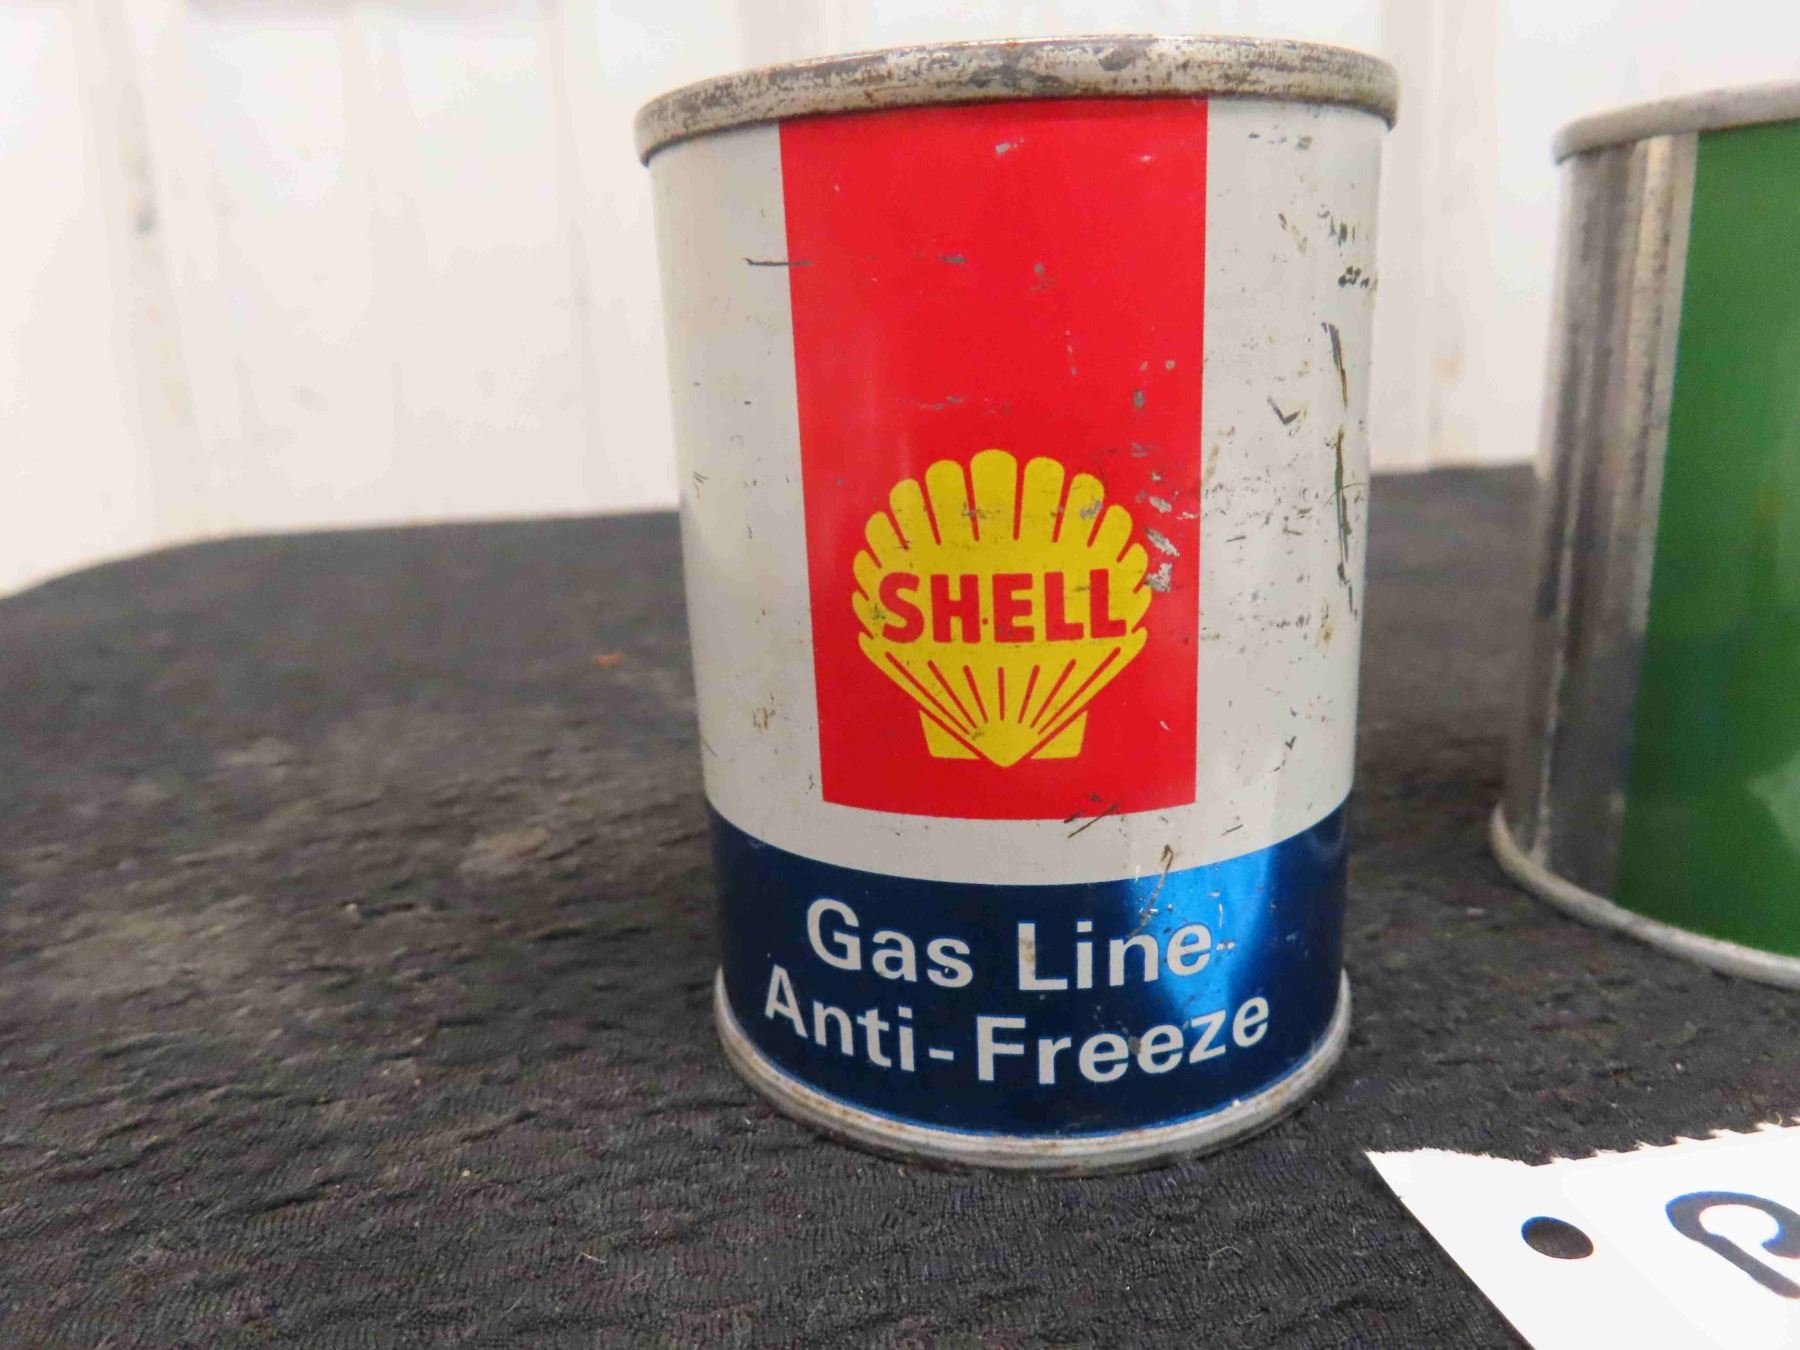 SHELL
Gas Line
Anti-Freeze